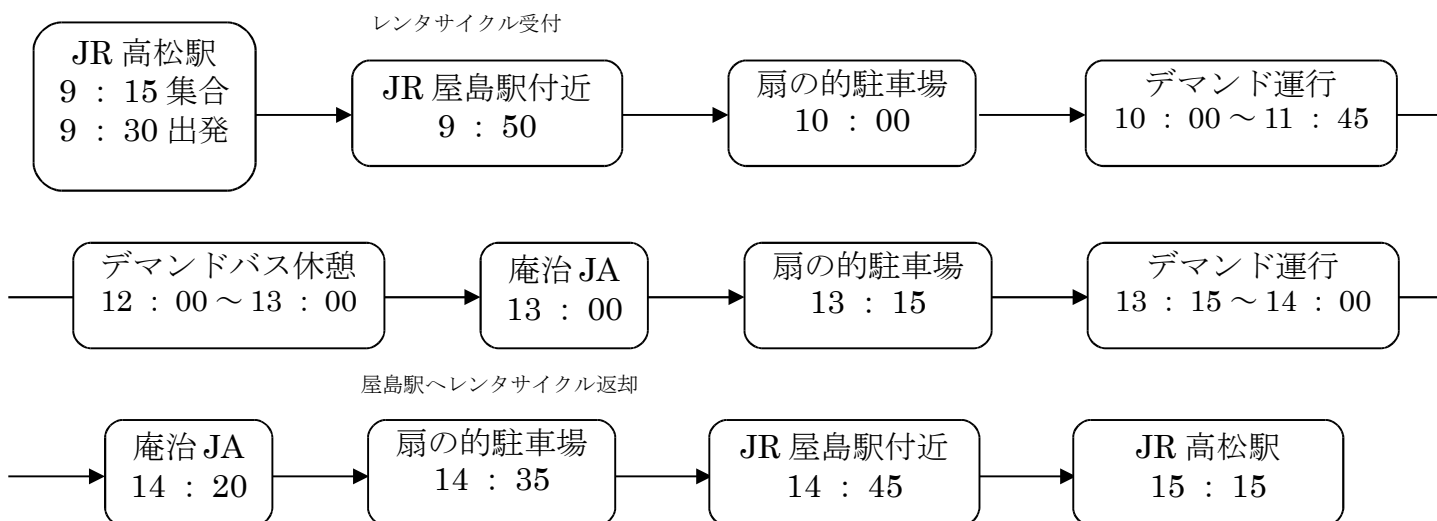 レンタサイクル受付
JR 高松駅
9 : 15 集合
9 : 30 出発
JR 屋島駅付近
9 : 50
扇の的駐車場
10 : 00
デマンド運行
10 : 00 ~ 11 : 45
デマンドバス休憩
12 : 00 ~ 13 : 00
庵治 JA
13 : 00
扇の的駐車場
13 : 15
デマンド運行
13 : 15 ~ 14 : 00
屋島駅へレンタサイクル返却
庵治 JA
14 : 20
扇の的駐車場
14 : 35
JR 屋島駅付近
14 : 45
JR 高松駅
15 : 15